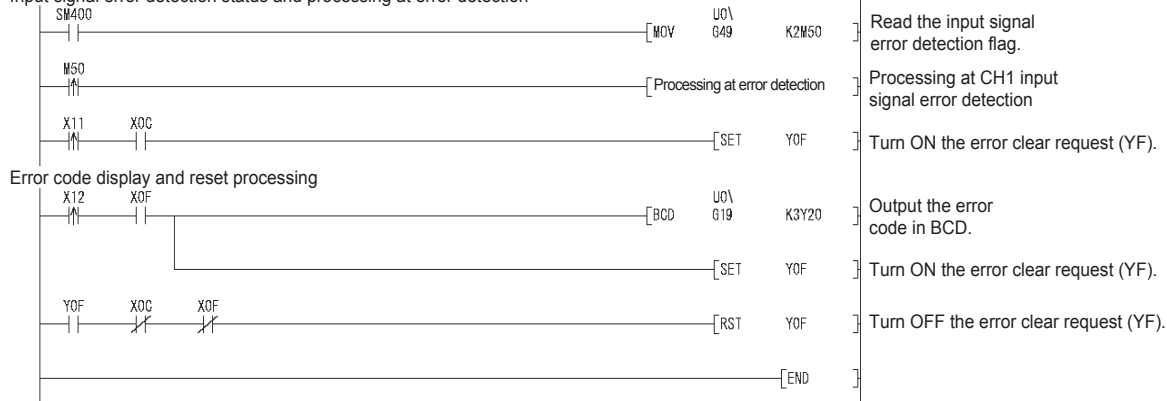 Input signal error detection status and processing at error detection
SM400
MOV U0\G49 K2M50
Read the input signal
error detection flag.
M50
Processing at error detection
Processing at CH1 input
signal error detection
X11 X0C
SET Y0F
Turn ON the error clear request (YF).
Error code display and reset processing
X12 X0F
BCD U0\G19 K3Y20
Output the error
code in BCD.
SET Y0F
Turn ON the error clear request (YF).
Y0F X0C X0F
RST Y0F
Turn OFF the error clear request (YF).
END